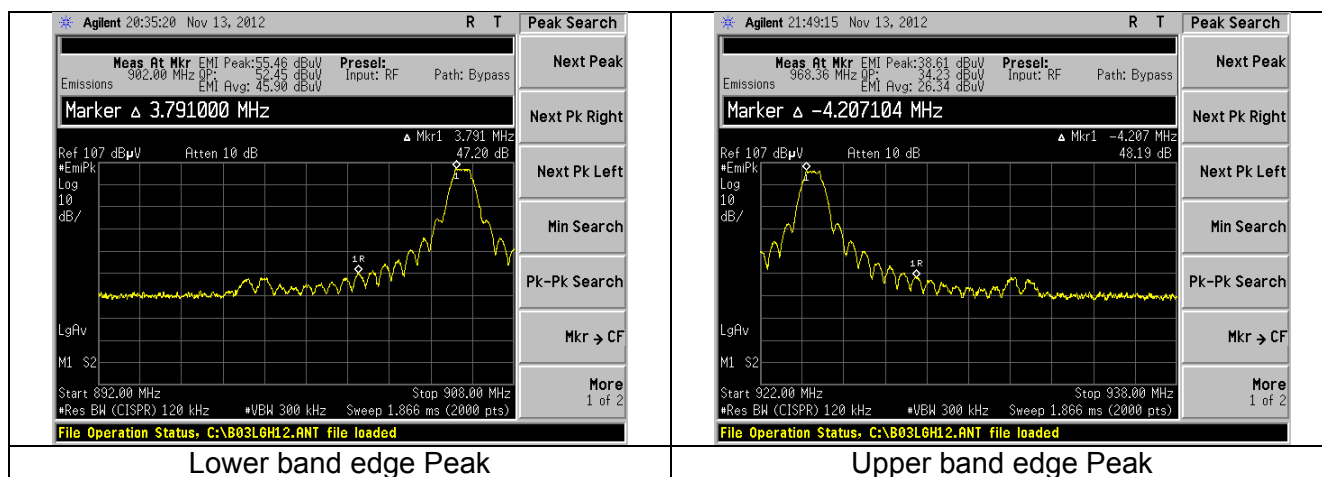 Agilent 20:35:20 Nov 13, 2012 R T
Peak Search
Meas At Mkr EMI Peak:55.46 dBuV Presel:
902.00 MHz QP: 52.45 dBuV Input: RF Path: Bypass
Emissions EMI Avg: 45.90 dBuV
Marker Δ 3.791000 MHz
Δ Mkr1 3.791 MHz
Ref 107 dBµV Atten 10 dB 47.20 dB
#EmiPk
Log
10
dB/
1
1R
LgAv
M1 S2
Start 892.00 MHz Stop 908.00 MHz
#Res BW (CISPR) 120 kHz #VBW 300 kHz Sweep 1.866 ms (2000 pts)
File Operation Status, C:\B03LGH12.ANT file loaded
Next Peak
Next Pk Right
Next Pk Left
Min Search
Pk-Pk Search
Mkr → CF
More
1 of 2
Lower band edge Peak
Agilent 21:49:15 Nov 13, 2012 R T
Peak Search
Meas At Mkr EMI Peak:38.61 dBuV Presel:
968.36 MHz QP: 34.23 dBuV Input: RF Path: Bypass
Emissions EMI Avg: 26.34 dBuV
Marker Δ -4.207104 MHz
Δ Mkr1 -4.207 MHz
Ref 107 dBµV Atten 10 dB 48.19 dB
#EmiPk
Log
10
dB/
1
1R
LgAv
M1 S2
Start 922.00 MHz Stop 938.00 MHz
#Res BW (CISPR) 120 kHz #VBW 300 kHz Sweep 1.866 ms (2000 pts)
File Operation Status, C:\B03LGH12.ANT file loaded
Next Peak
Next Pk Right
Next Pk Left
Min Search
Pk-Pk Search
Mkr → CF
More
1 of 2
Upper band edge Peak